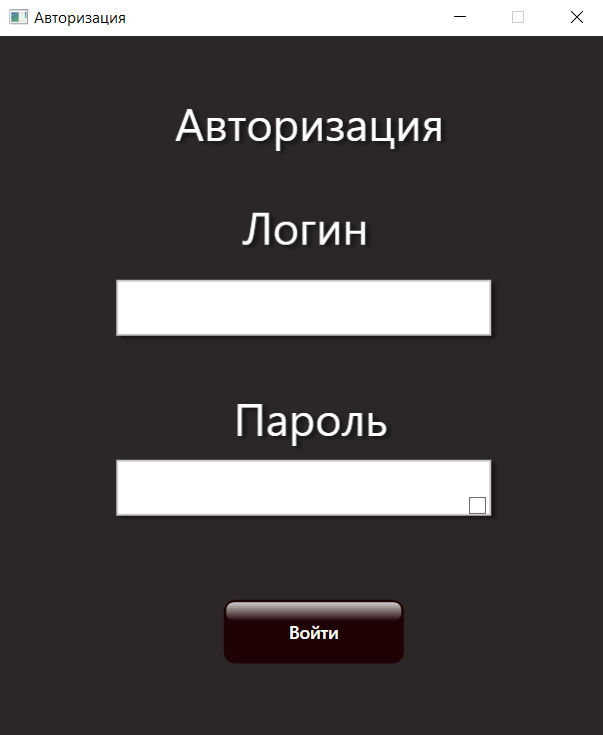 Авторизация
Авторизация
Логин
Пароль
Войти